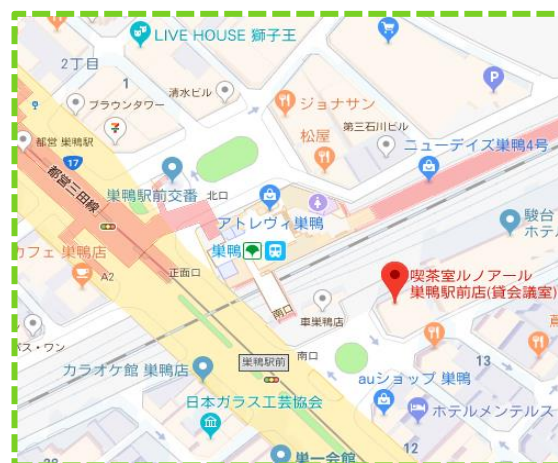 LIVE HOUSE 獅子王
2丁目
1
清水ビル
ブラウンタワー
ジョナサン
P
都営 巣鴨駅
松屋
第三石川ビル
17
ニューデイズ巣鴨4号
都営三田線
巣鴨駅前交番
北口
アトレヴィ巣鴨
駿台
ホテ
巣鴨
カフェ 巣鴨店
A2
正面口
喫茶室ルノアール
巣鴨駅前店(貸会議室)
南口
車巣鴨店
バス・ワン
南口
カラオケ館 巣鴨店
巣鴨駅前
13
auショップ 巣鴨
日本ガラス工芸協会
ホテルメンテルス
12
巣一会館